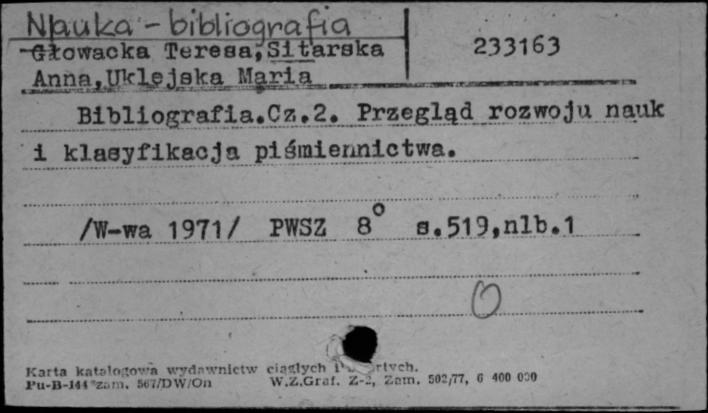 Nauka - bibliografia
Głowacka Teresa, Sitarska 233163
Anna, Uklejska Maria
Bibliografia. Cz. 2. Przegląd rozwoju nauk
i klasyfikacja piśmiennictwa.
/W-wa 1971/ PWSZ 8° s. 519, nlb. 1
Karta katalogowa wydawnictw ciągłych i
Pu-B-144 zam. 567/DW/On W.Z.Graf. Z-2, Zam. 502/77, 6 400 000